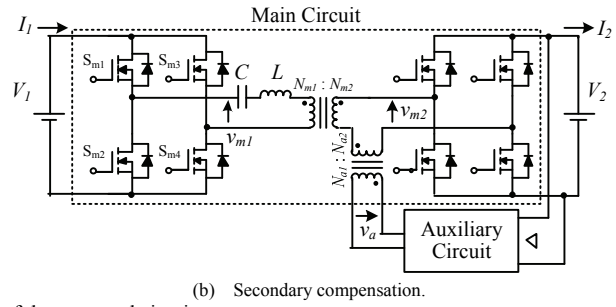 Main Circuit
I1
I2
Sm1
Sm3
C
L
Nm1 : Nm2
V1
vm1
vm2
V2
Sm2
Sm4
Na1 : Na2
va
Auxiliary
Circuit
(b) Secondary compensation.